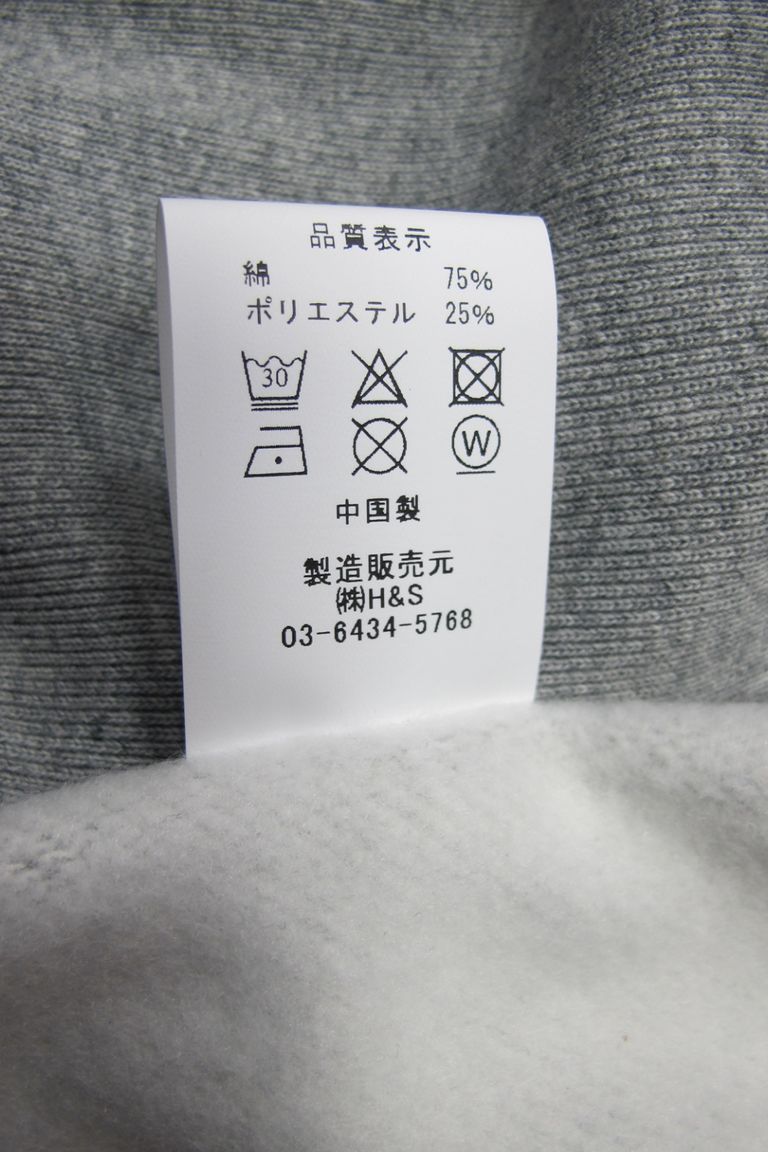 品質表示
綿 75%
ポリエステル 25%
30
W
中国製
製造販売元
㈱H&S
03-6434-5768